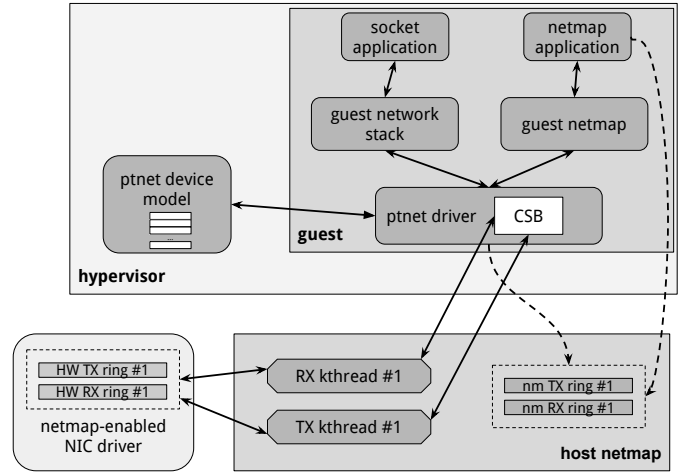 socket
application
netmap
application
guest network
stack
guest netmap
ptnet device
model
...
ptnet driver
CSB
guest
hypervisor
HW TX ring #1
HW RX ring #1
netmap-enabled
NIC driver
RX kthread #1
TX kthread #1
nm TX ring #1
nm RX ring #1
host netmap